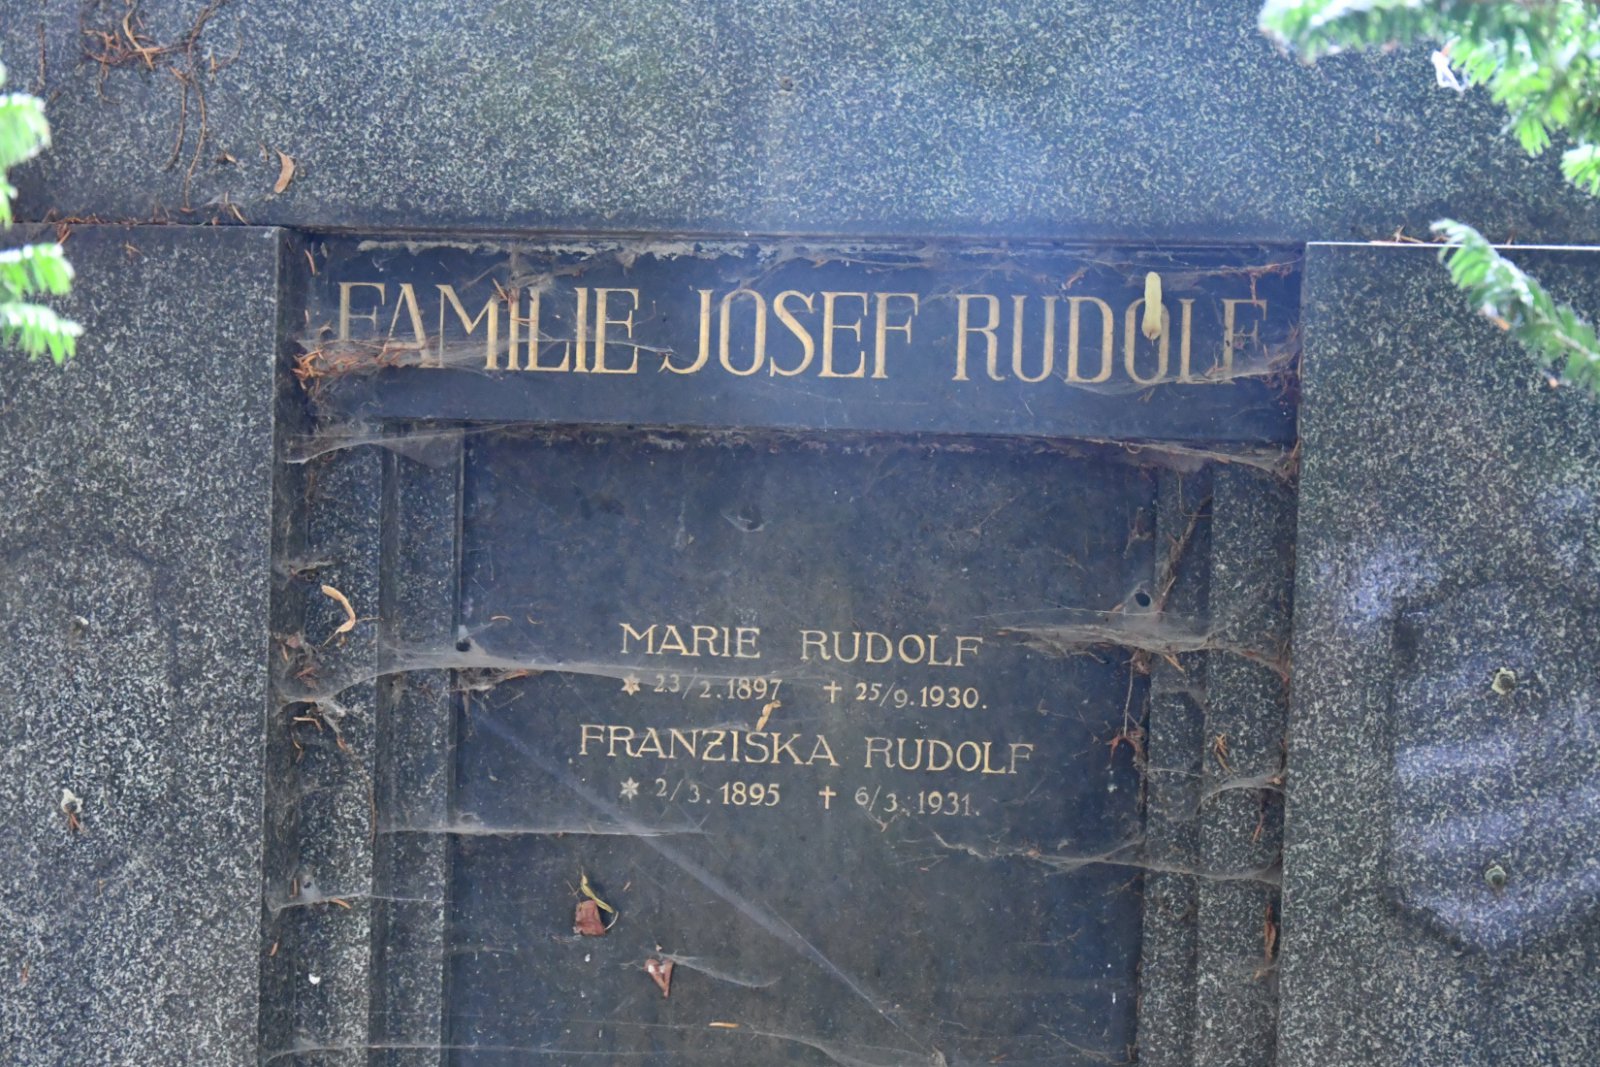 FAMILIE JOSEF RUDOLF
MARIE RUDOLF
✶ 23/2.1897 ✝ 25/9.1930.
FRANZISKA RUDOLF
✶ 2/3.1895 ✝ 6/3.1931.